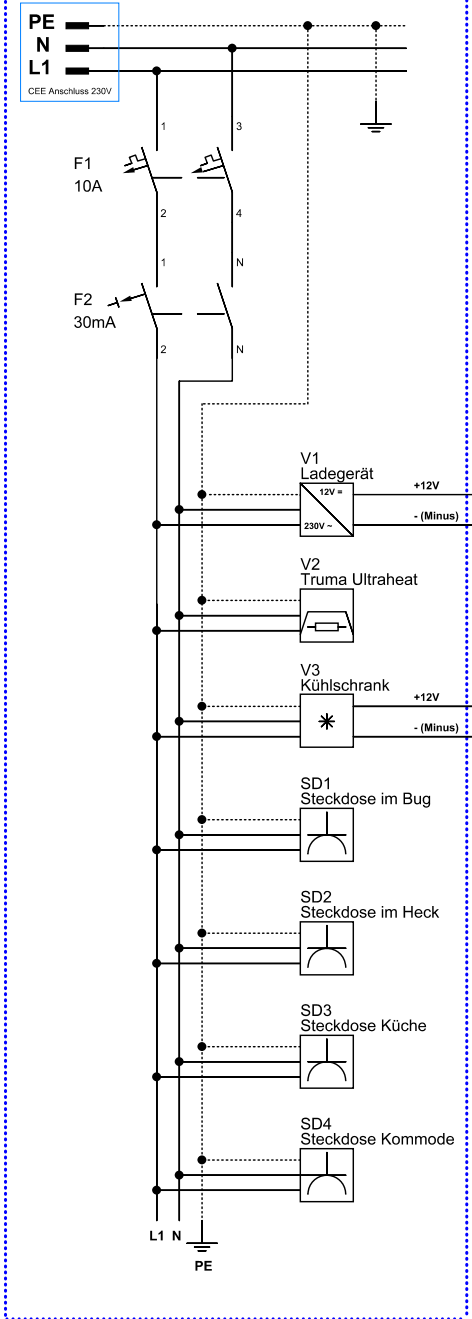 PE
N
L1
CEE Anschluss 230V
1
3
F1
10A
2
4
1
N
F2
30mA
2
N
V1
Ladegerät
12V =
230V ~
+12V
- (Minus)
V2
Truma Ultraheat
V3
Kühlschrank
+12V
- (Minus)
SD1
Steckdose im Bug
SD2
Steckdose im Heck
SD3
Steckdose Küche
SD4
Steckdose Kommode
L1 N
PE